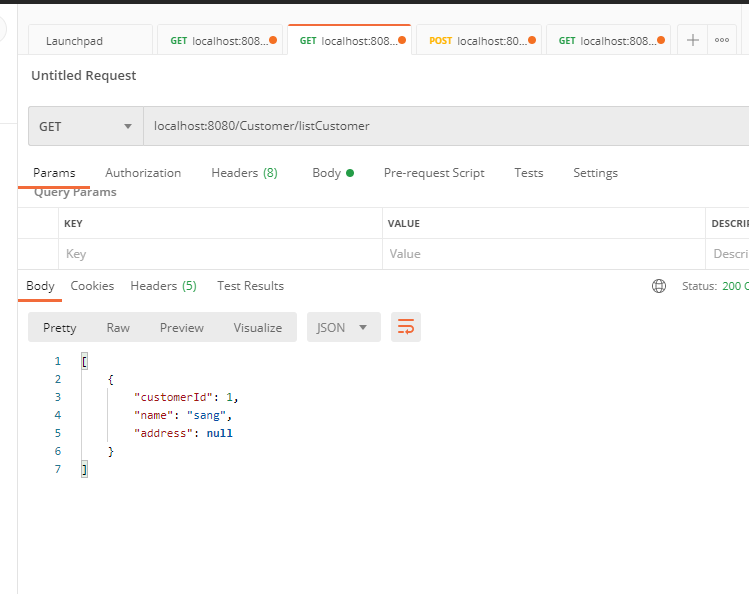 Launchpad GET localhost:808... GET localhost:808... POST localhost:80... GET localhost:808... + ooo
Untitled Request
GET localhost:8080/Customer/listCustomer
Params Authorization Headers (8) Body Pre-request Script Tests Settings
Query Params
KEY VALUE DESCRI
Key Value Descri
Body Cookies Headers (5) Test Results Status: 200 O
Pretty Raw Preview Visualize JSON
1 [
2 {
3 "customerId": 1,
4 "name": "sang",
5 "address": null
6 }
7 ]